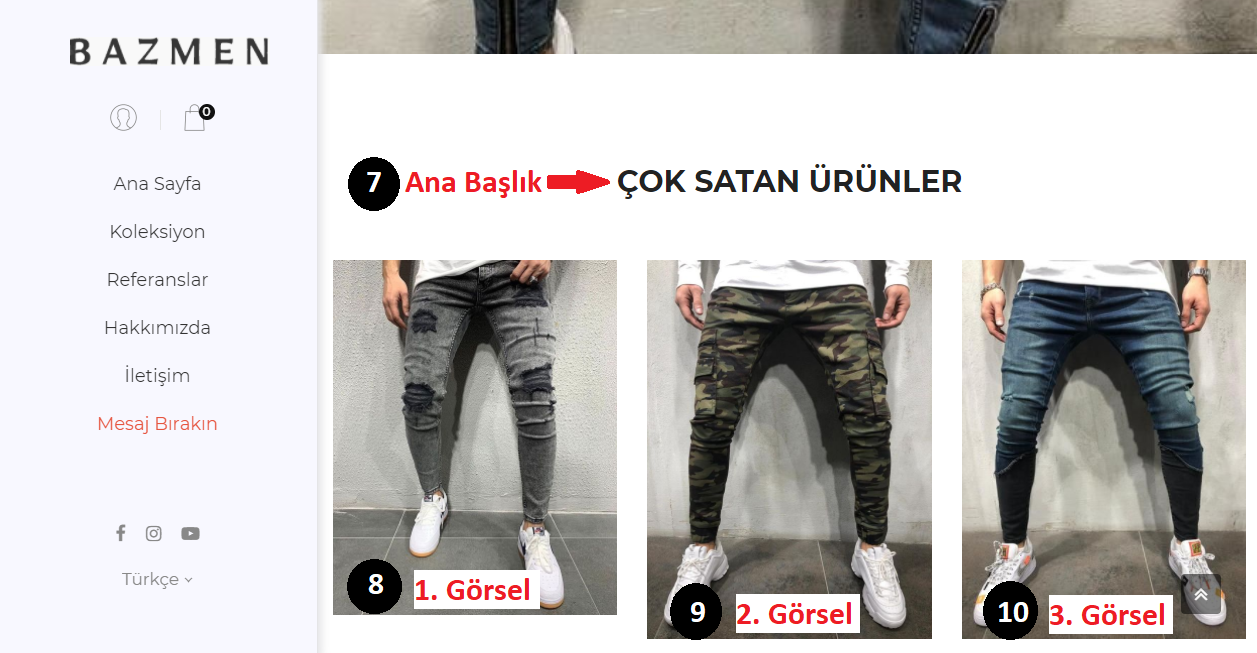 BAZMEN
0
Ana Sayfa
Koleksiyon
Referanslar
Hakkımızda
İletişim
Mesaj Bırakın
Türkçe
7 Ana Başlık ÇOK SATAN ÜRÜNLER
8 1. Görsel
9 2. Görsel
10 3. Görsel